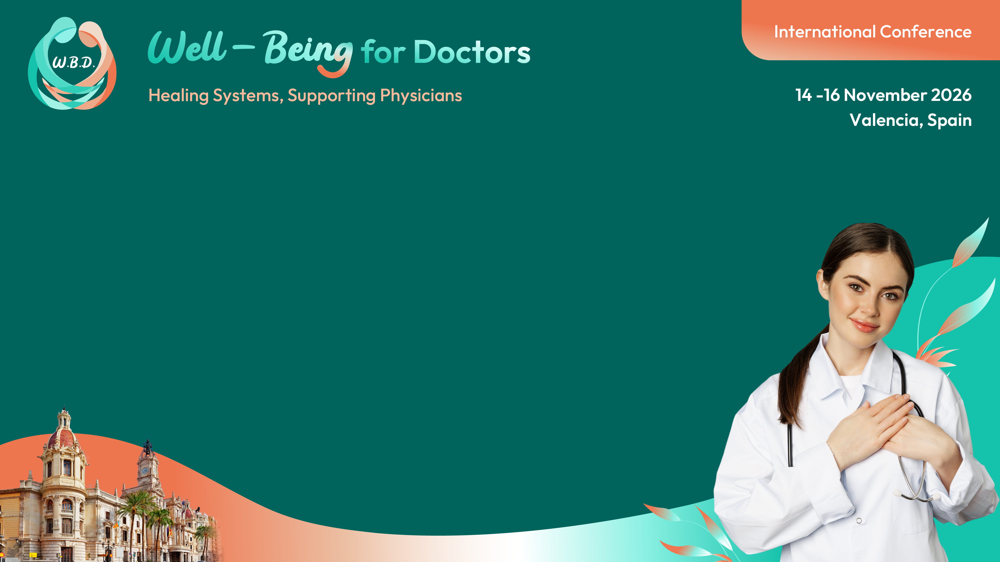 W.B.D.
Well - Being for Doctors
Healing Systems, Supporting Physicians
International Conference
14 -16 November 2026
Valencia, Spain